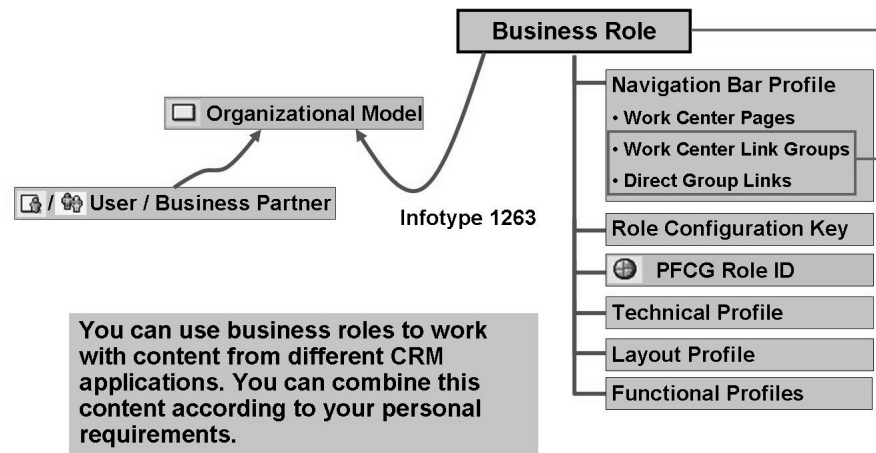 Business Role
Navigation Bar Profile
• Work Center Pages
• Work Center Link Groups
• Direct Group Links
Organizational Model
/ User / Business Partner
Infotype 1263
Role Configuration Key
PFCG Role ID
Technical Profile
Layout Profile
Functional Profiles
You can use business roles to work
with content from different CRM
applications. You can combine this
content according to your personal
requirements.